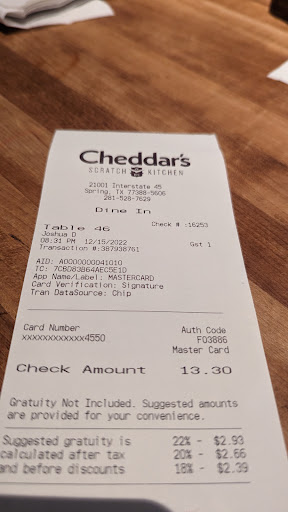 Cheddar's
SCRATCH KITCHEN
21001 Interstate 45
Spring, TX 77388-5606
281-528-7629
Dine In
Table 46 Check # :16253
Joshua D
08:31 PM 12/15/2022 Gst 1
Transaction #:387938761
AID: A0000000041010
TC: 7CBD83B64AEC5E1D
App Name/Label: MASTERCARD
Card Verification: Signature
Tran DataSource: Chip
Card Number Auth Code
xxxxxxxxxxxx4550 F03886
Master Card
Check Amount 13.30
Gratuity Not Included. Suggested amounts
are provided for your convenience.
Suggested gratuity is 22% - $2.93
calculated after tax 20% - $2.66
and before discounts 18% - $2.39